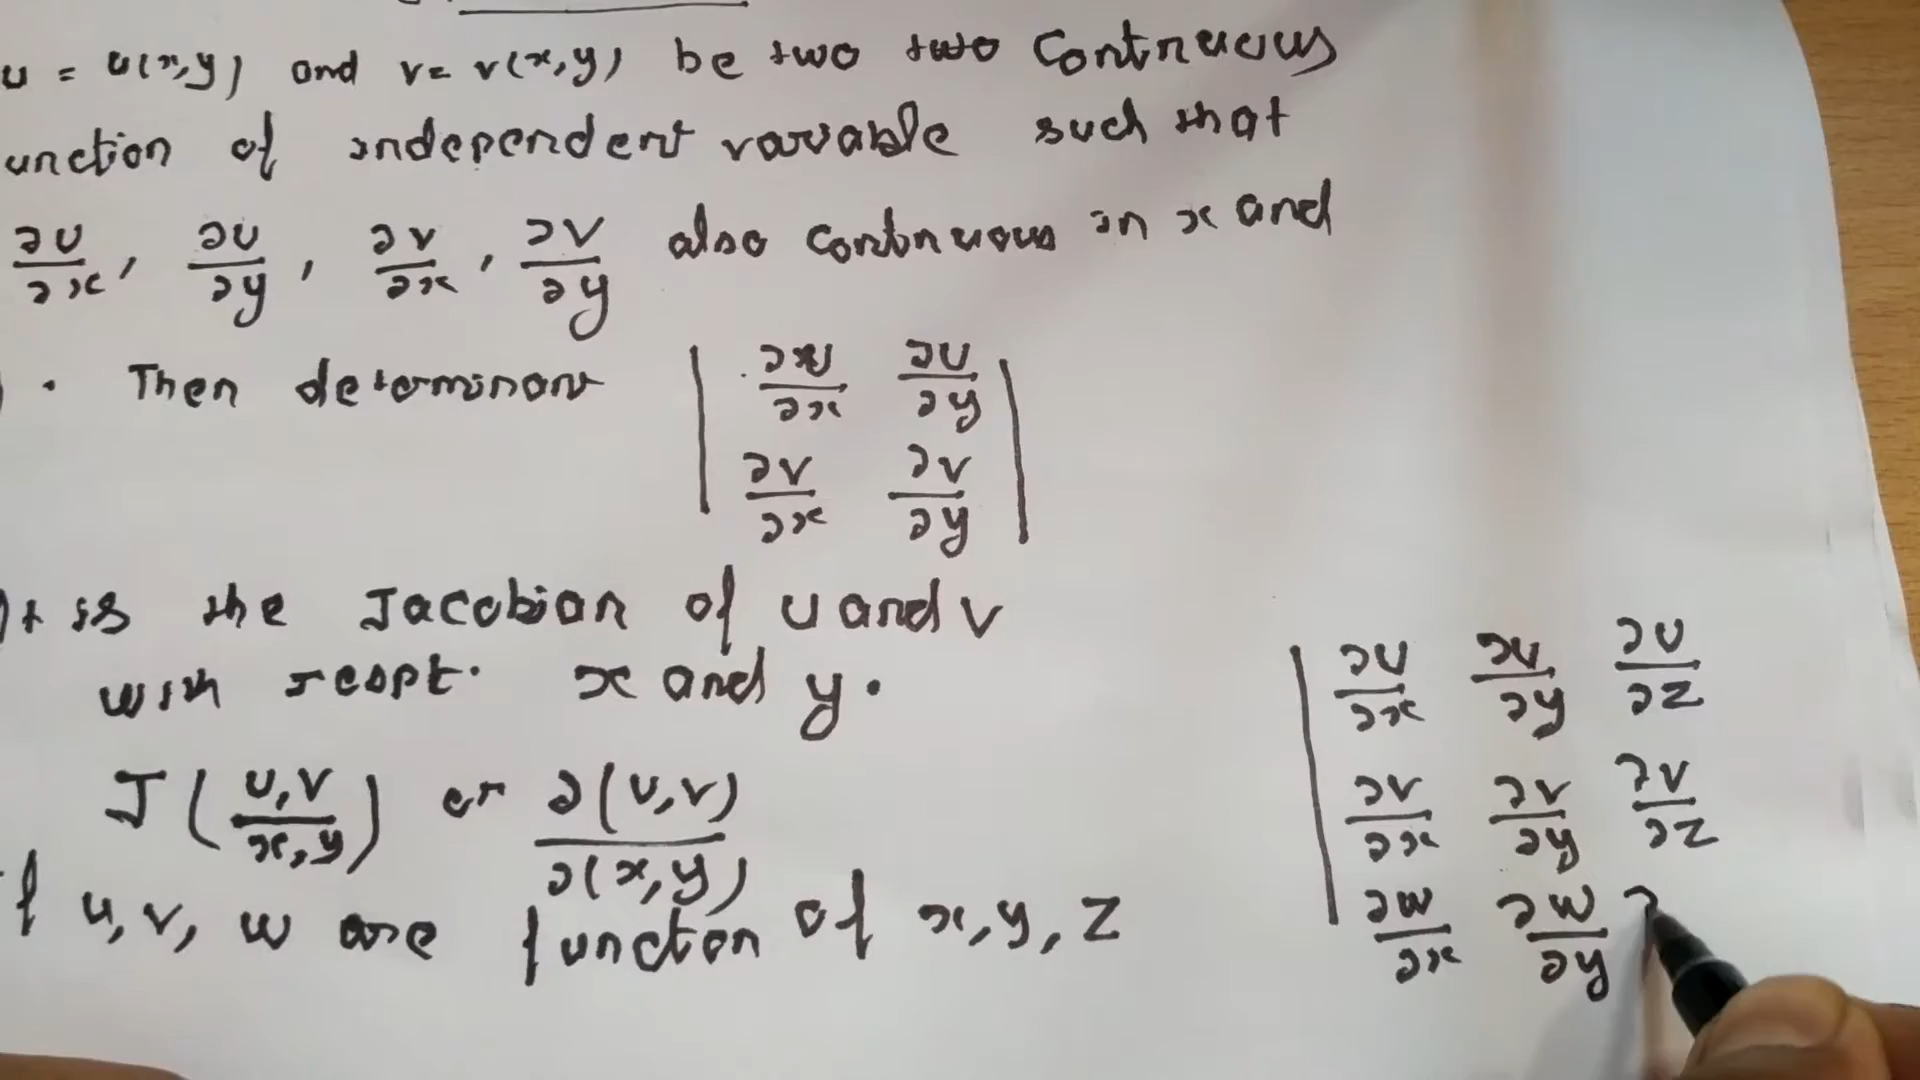 u = u(x,y) and v = v(x,y) be two two continuous
unction of independent variable such that
∂u/∂x, ∂u/∂y, ∂v/∂x, ∂v/∂y also continuous in x and
. Then determinant | ∂u/∂x ∂u/∂y |
| ∂v/∂x ∂v/∂y |
It is the Jacobian of u and v
with respt. x and y.
J(u,v/x,y) or ∂(u,v)/∂(x,y)
f u, v, w are function of x, y, z
| ∂u/∂x ∂u/∂y ∂u/∂z
∂v/∂x ∂v/∂y ∂v/∂z
∂w/∂x ∂w/∂y ∂